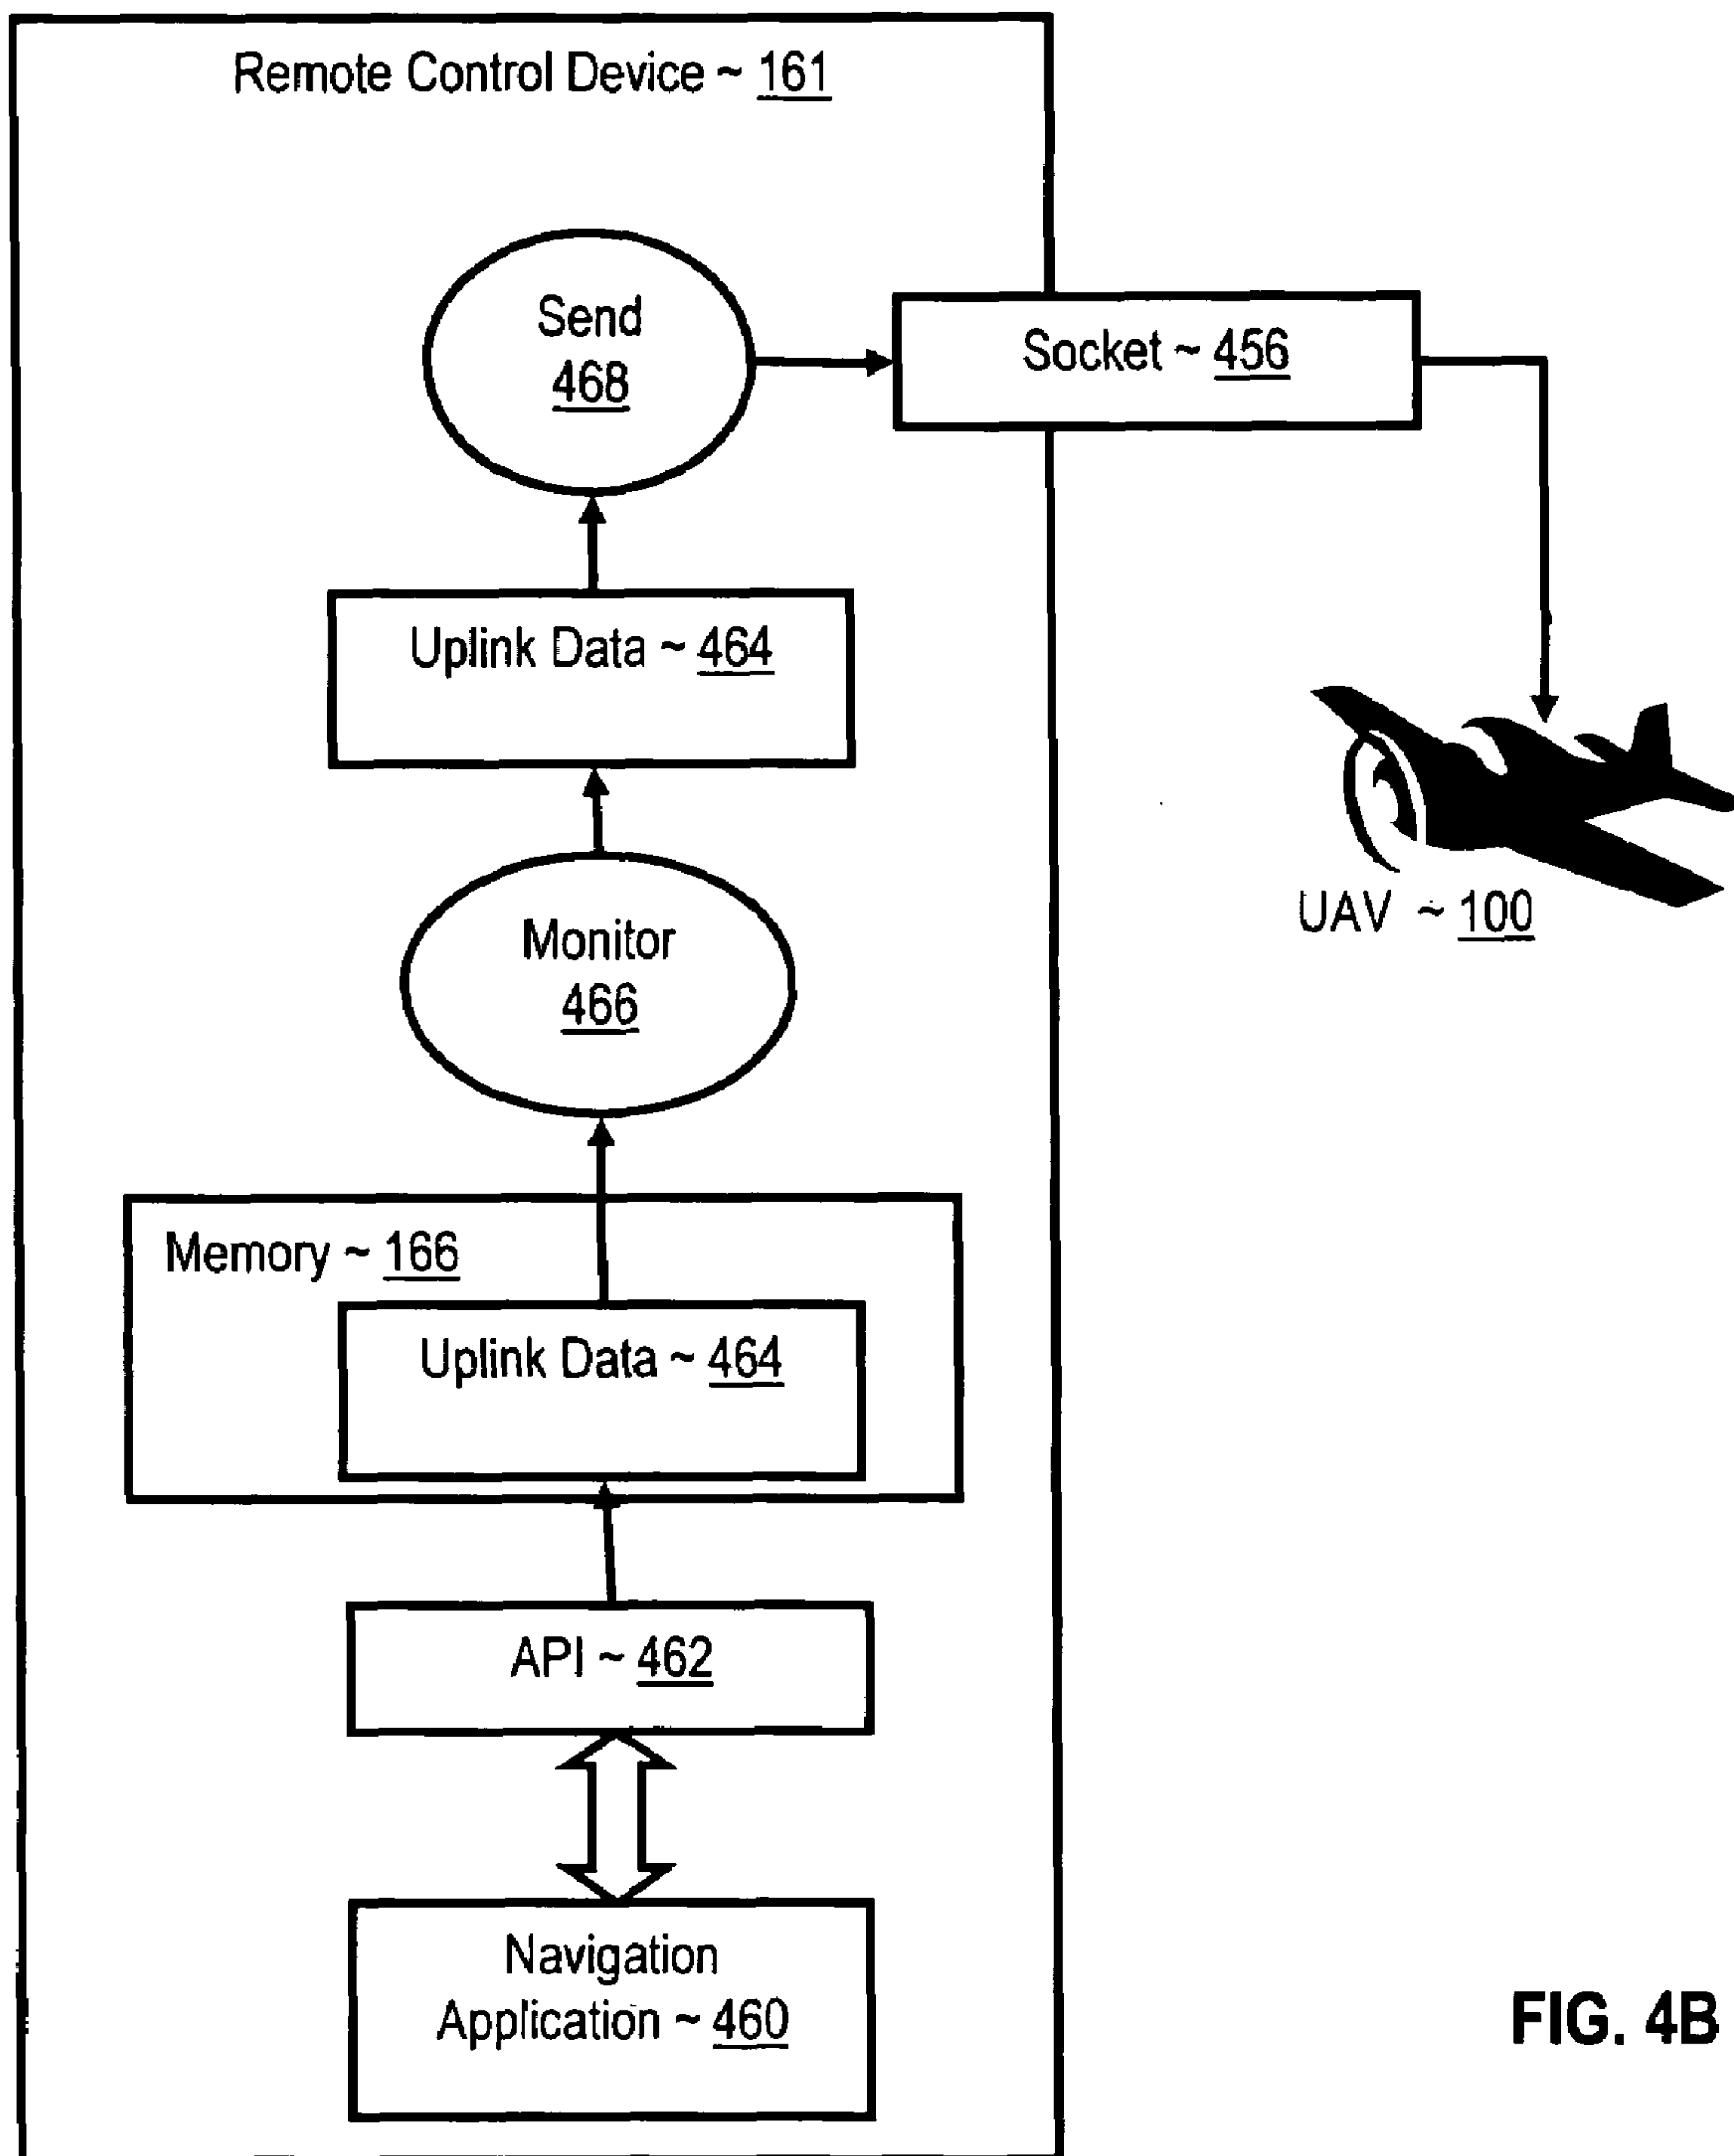 Remote Control Device ~ 161
Send
468
Socket ~ 456
Uplink Data ~ 464
Monitor
466
UAV ~ 100
Memory ~ 166
Uplink Data ~ 464
API ~ 462
Navigation
Application ~ 460
FIG. 4B